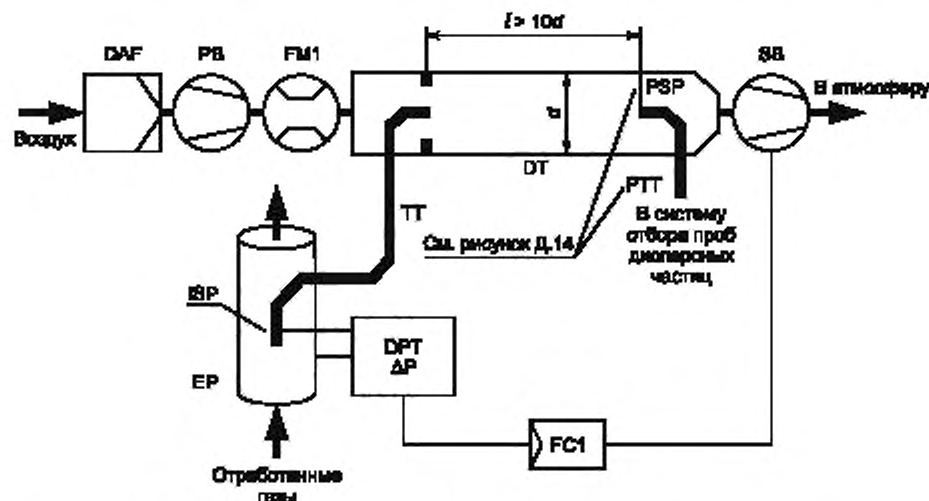 l > 10d
DAF
PB
FM1
SB
В атмосферу
PSP
Воздух
d
DT
PTT
TT
В систему
отбора проб
дисперсных
частиц
См. рисунок Д.14
ISP
DPT
ΔP
EP
FC1
Отработанные
газы